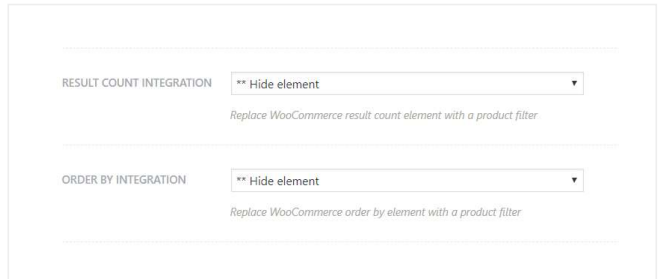 RESULT COUNT INTEGRATION
** Hide element
Replace WooCommerce result count element with a product filter
ORDER BY INTEGRATION
** Hide element
Replace WooCommerce order by element with a product filter